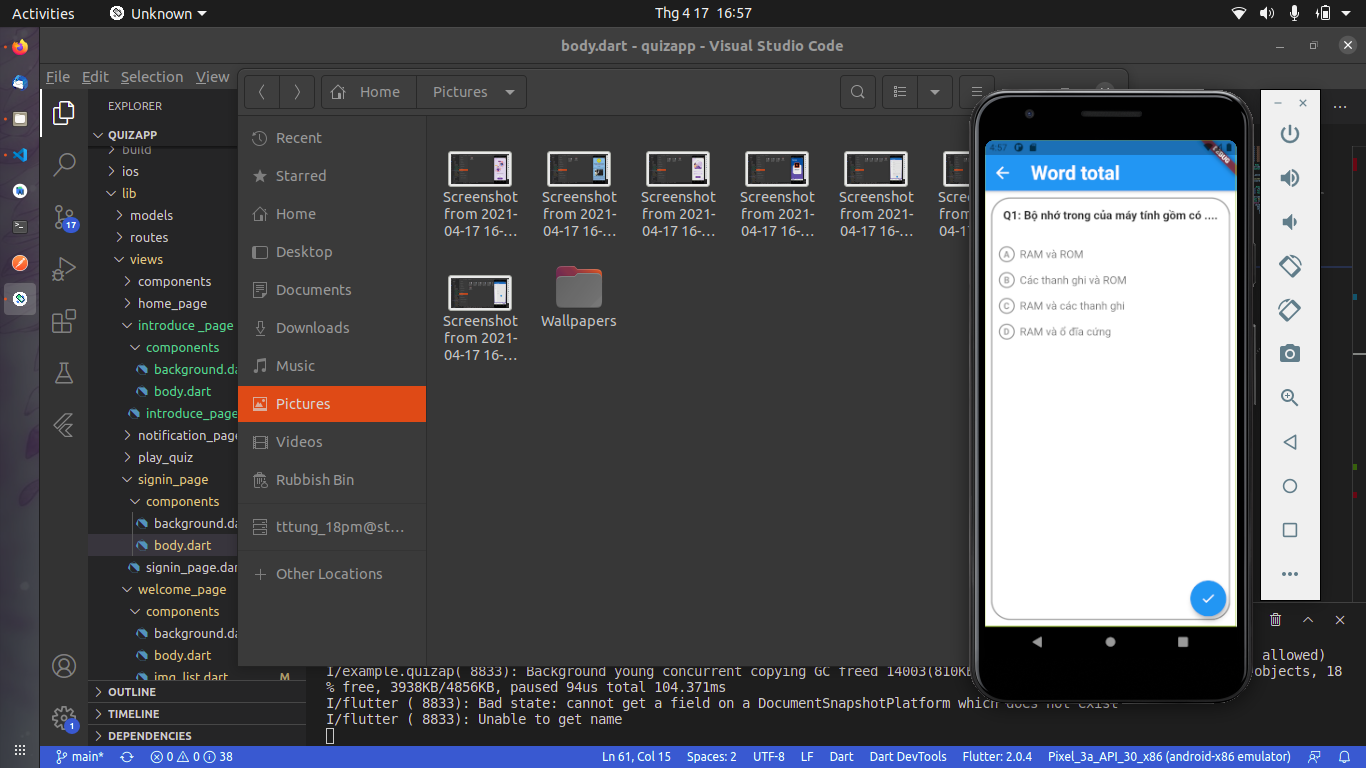 Activities
Unknown
Thg 4 17 16:57
body.dart - quizapp - Visual Studio Code
File Edit Selection View
EXPLORER
QUIZAPP
build
ios
lib
models
routes
views
components
home_page
introduce _page
components
background.dart
body.dart
introduce_page
notification_page
play_quiz
signin_page
components
background.da
body.dart
signin_page.dar
welcome_page
components
background.da
body.dart
img_list.dart M
OUTLINE
TIMELINE
DEPENDENCIES
17
1
Home
Pictures
Recent
Starred
Home
Desktop
Documents
Downloads
Music
Pictures
Videos
Rubbish Bin
tttung_18pm@st...
Other Locations
Screenshot from 2021-04-17 16-...
Screenshot from 2021-04-17 16-...
Screenshot from 2021-04-17 16-...
Screenshot from 2021-04-17 16-...
Screenshot from 2021-04-17 16-...
Screenshot from 2021-04-17 16-...
Wallpapers
4:57
DEBUG
Word total
Q1: Bộ nhớ trong của máy tính gồm có ....
A RAM và ROM
B Các thanh ghi và ROM
C RAM và các thanh ghi
D RAM và ổ đĩa cứng
allowed)
I/example.quizap( 8833): Background young concurrent copying GC freed 14003(810KB
objects, 18
% free, 3938KB/4856KB, paused 94us total 104.371ms
I/flutter ( 8833): Bad state: cannot get a field on a DocumentSnapshotPlatform which does not exist
I/flutter ( 8833): Unable to get name
main*
0 0 38
Ln 61, Col 15
Spaces: 2
UTF-8
LF
Dart
Dart DevTools
Flutter: 2.0.4
Pixel_3a_API_30_x86 (android-x86 emulator)